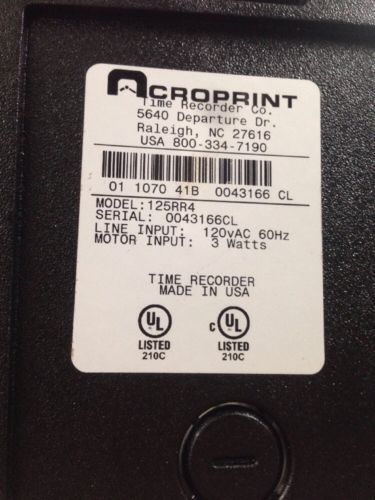 ACROPRINT
Time Recorder Co.
5640 Departure Dr.
Raleigh, NC 27616
USA 800-334-7190
01 1070 41B 0043166 CL
MODEL:125RR4
SERIAL: 0043166CL
LINE INPUT: 120vAC 60Hz
MOTOR INPUT: 3 Watts
TIME RECORDER
MADE IN USA
UL c UL
LISTED LISTED
210C 210C